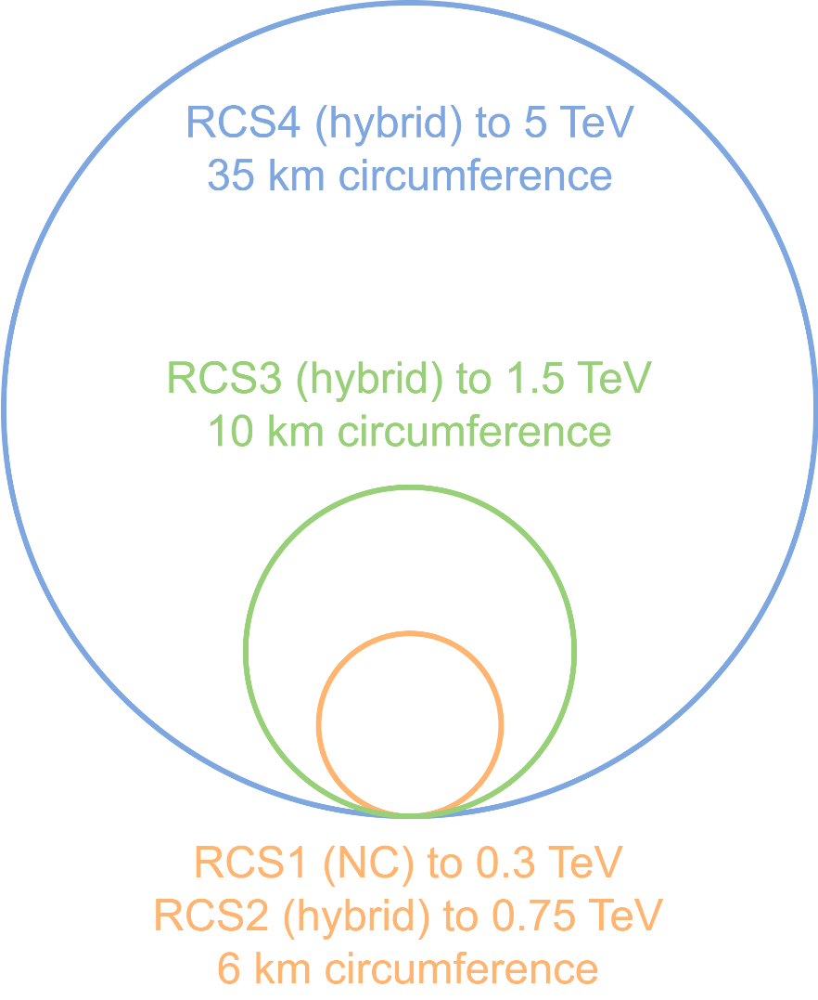 RCS4 (hybrid) to 5 TeV
35 km circumference
RCS3 (hybrid) to 1.5 TeV
10 km circumference
RCS1 (NC) to 0.3 TeV
RCS2 (hybrid) to 0.75 TeV
6 km circumference